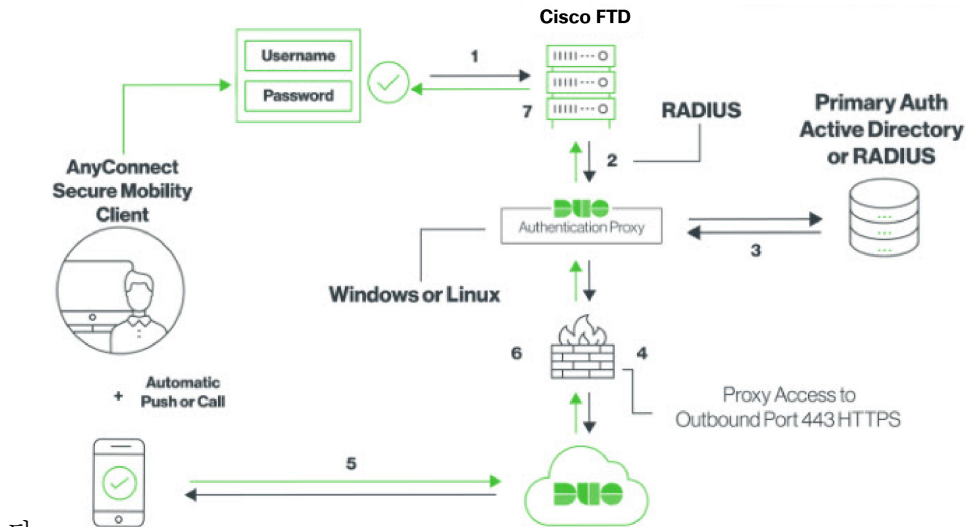 Cisco FTD
Username
Password
1
7
RADIUS
2
Primary Auth
Active Directory
or RADIUS
AnyConnect
Secure Mobility
Client
DUO
Authentication Proxy
3
Windows or Linux
6
4
Automatic
+ Push or Call
Proxy Access to
Outbound Port 443 HTTPS
5
DUO